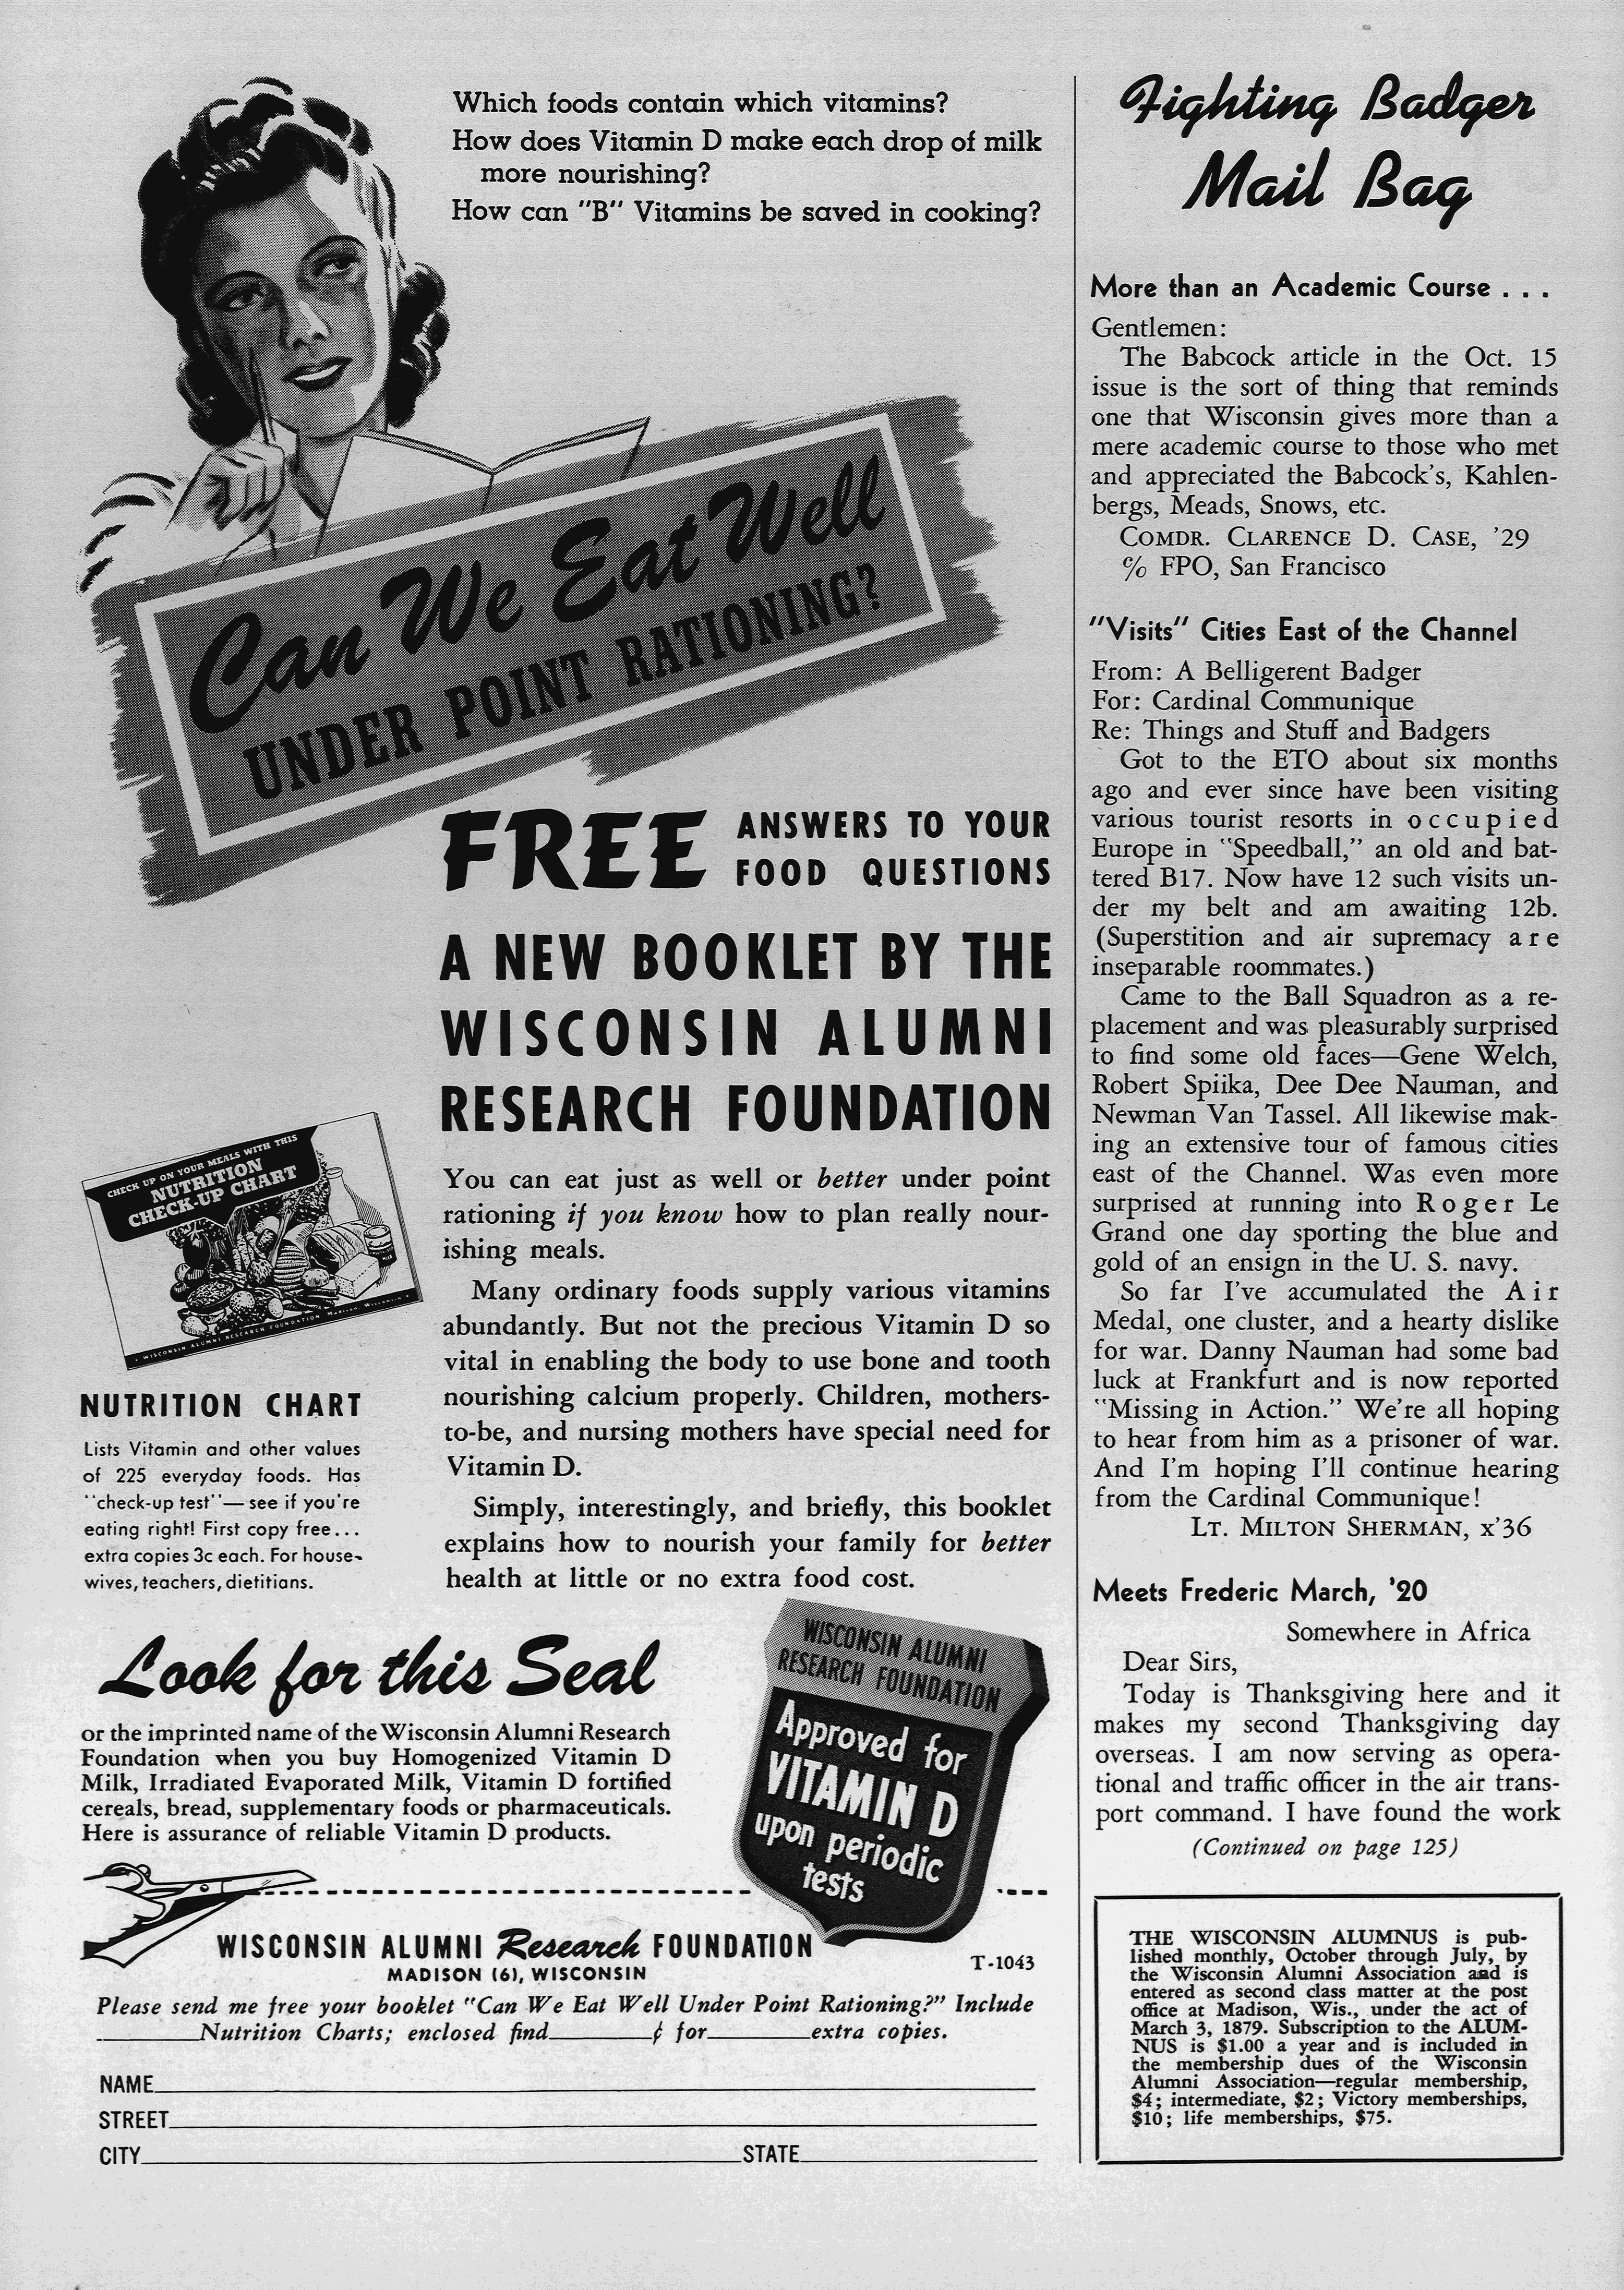 Which foods contain which vitamins?
How does Vitamin D make each drop of milk
more nourishing?
How can "B" Vitamins be saved in cooking?
Can We Eat Well
UNDER POINT RATIONING?
FREE ANSWERS TO YOUR
FOOD QUESTIONS
A NEW BOOKLET BY THE
WISCONSIN ALUMNI
RESEARCH FOUNDATION
You can eat just as well or better under point
rationing if you know how to plan really nour-
ishing meals.
Many ordinary foods supply various vitamins
abundantly. But not the precious Vitamin D so
vital in enabling the body to use bone and tooth
nourishing calcium properly. Children, mothers-
to-be, and nursing mothers have special need for
Vitamin D.
Simply, interestingly, and briefly, this booklet
explains how to nourish your family for better
health at little or no extra food cost.
CHECK UP ON YOUR MEALS WITH THIS
NUTRITION
CHECK-UP CHART
WISCONSIN ALUMNI RESEARCH FOUNDATION Madison, Wisconsin
NUTRITION CHART
Lists Vitamin and other values
of 225 everyday foods. Has
"check-up test"—see if you're
eating right! First copy free...
extra copies 3c each. For house-
wives, teachers, dietitians.
Look for this Seal
or the imprinted name of the Wisconsin Alumni Research
Foundation when you buy Homogenized Vitamin D
Milk, Irradiated Evaporated Milk, Vitamin D fortified
cereals, bread, supplementary foods or pharmaceuticals.
Here is assurance of reliable Vitamin D products.
WISCONSIN ALUMNI
RESEARCH FOUNDATION
Approved for
VITAMIN D
upon periodic
tests
WISCONSIN ALUMNI Research FOUNDATION
MADISON (6), WISCONSIN
T-1043
Please send me free your booklet "Can We Eat Well Under Point Rationing?" Include
________Nutrition Charts; enclosed find________¢ for________extra copies.
NAME
STREET
CITY STATE
Fighting Badger
Mail Bag
More than an Academic Course . . .
Gentlemen:
The Babcock article in the Oct. 15
issue is the sort of thing that reminds
one that Wisconsin gives more than a
mere academic course to those who met
and appreciated the Babcock's, Kahlen-
bergs, Meads, Snows, etc.
COMDR. CLARENCE D. CASE, '29
% FPO, San Francisco
"Visits" Cities East of the Channel
From: A Belligerent Badger
For: Cardinal Communique
Re: Things and Stuff and Badgers
Got to the ETO about six months
ago and ever since have been visiting
various tourist resorts in occupied
Europe in "Speedball," an old and bat-
tered B17. Now have 12 such visits un-
der my belt and am awaiting 12b.
(Superstition and air supremacy are
inseparable roommates.)
Came to the Ball Squadron as a re-
placement and was pleasurably surprised
to find some old faces—Gene Welch,
Robert Spiika, Dee Dee Nauman, and
Newman Van Tassel. All likewise mak-
ing an extensive tour of famous cities
east of the Channel. Was even more
surprised at running into Roger Le
Grand one day sporting the blue and
gold of an ensign in the U. S. navy.
So far I've accumulated the Air
Medal, one cluster, and a hearty dislike
for war. Danny Nauman had some bad
luck at Frankfurt and is now reported
"Missing in Action." We're all hoping
to hear from him as a prisoner of war.
And I'm hoping I'll continue hearing
from the Cardinal Communique!
LT. MILTON SHERMAN, x'36
Meets Frederic March, '20
Somewhere in Africa
Dear Sirs,
Today is Thanksgiving here and it
makes my second Thanksgiving day
overseas. I am now serving as opera-
tional and traffic officer in the air trans-
port command. I have found the work
(Continued on page 125)
THE WISCONSIN ALUMNUS is pub-
lished monthly, October through July, by
the Wisconsin Alumni Association and is
entered as second class matter at the post
office at Madison, Wis., under the act of
March 3, 1879. Subscription to the ALUM-
NUS is $1.00 a year and is included in
the membership dues of the Wisconsin
Alumni Association—regular membership,
$4; intermediate, $2; Victory memberships,
$10; life memberships, $75.